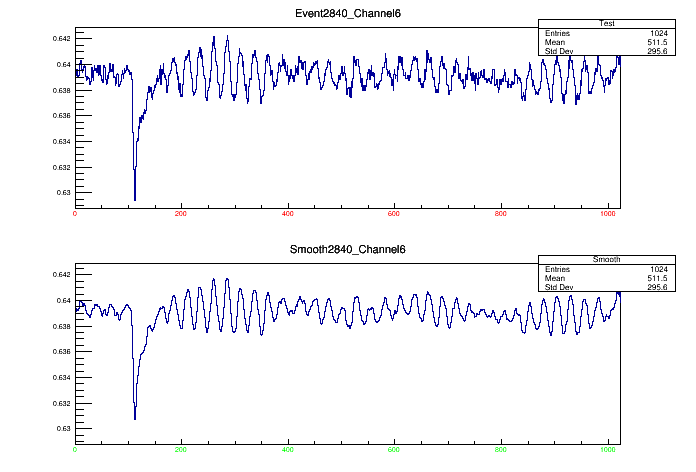 Event2840_Channel6
Test
Entries 1024
Mean 511.5
Std Dev 295.6
0.642
0.64
0.638
0.636
0.634
0.632
0.63
0 200 400 600 800 1000
Smooth2840_Channel6
Smooth
Entries 1024
Mean 511.5
Std Dev 295.6
0.642
0.64
0.638
0.636
0.634
0.632
0.63
0 200 400 600 800 1000